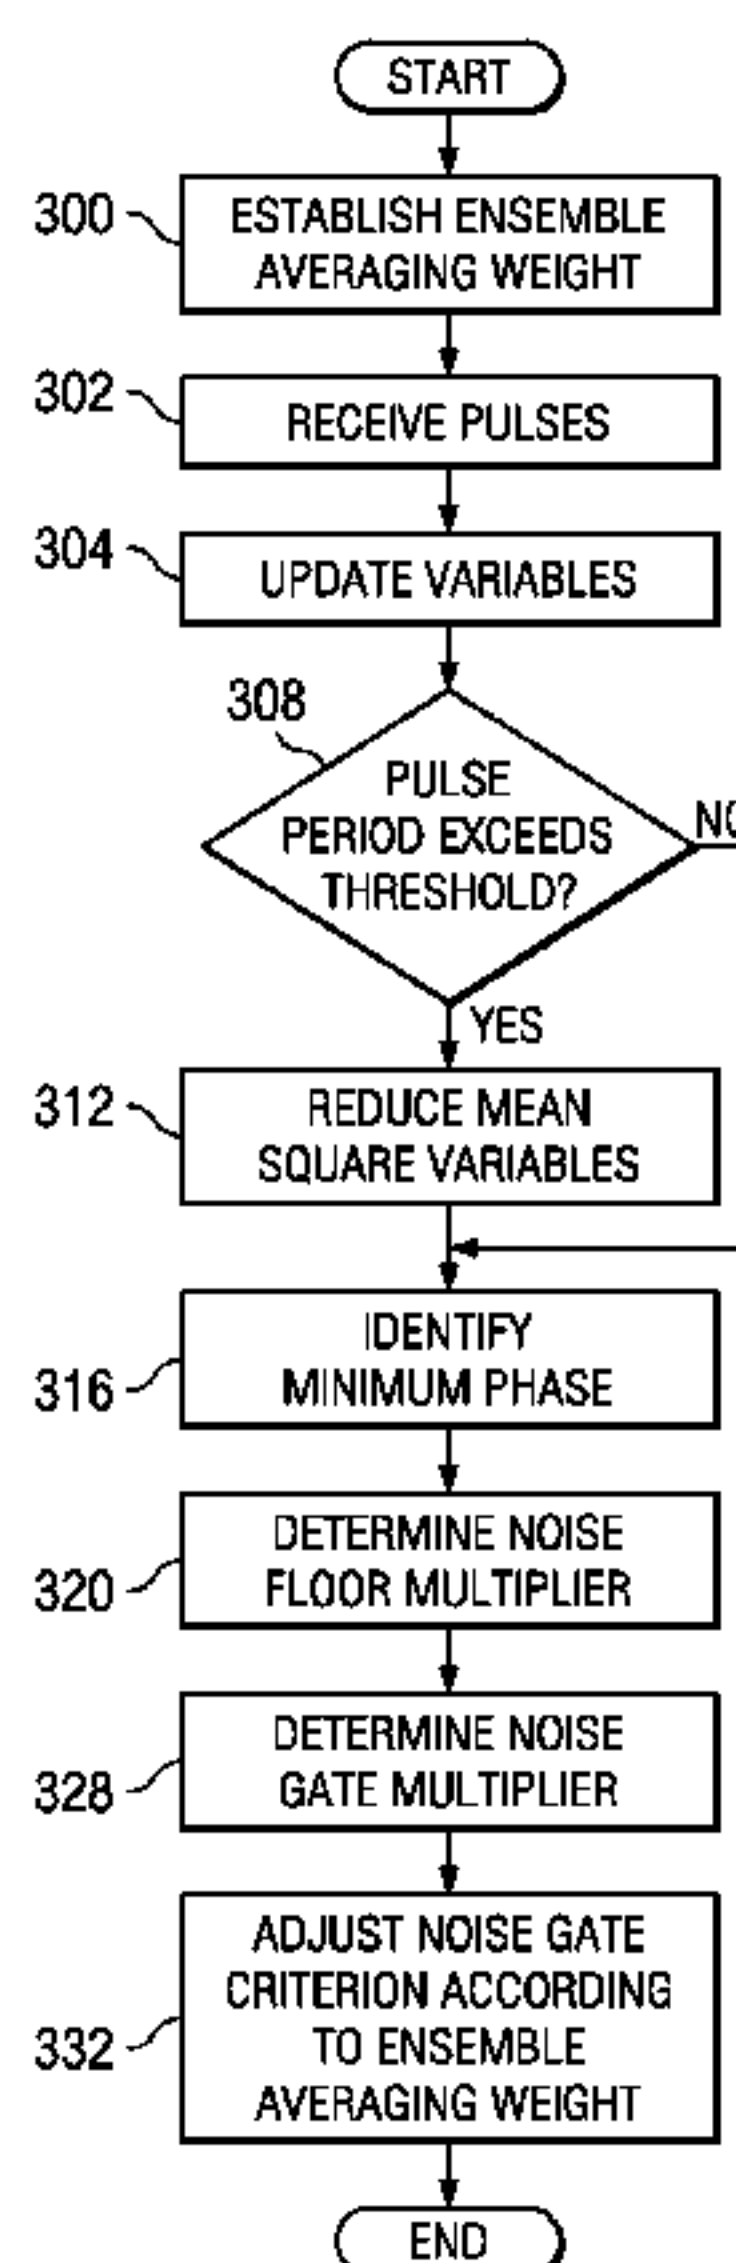 START
300
ESTABLISH ENSEMBLE
AVERAGING WEIGHT
302
RECEIVE PULSES
304
UPDATE VARIABLES
308
PULSE
PERIOD EXCEEDS
THRESHOLD?
NO
YES
312
REDUCE MEAN
SQUARE VARIABLES
316
IDENTIFY
MINIMUM PHASE
320
DETERMINE NOISE
FLOOR MULTIPLIER
328
DETERMINE NOISE
GATE MULTIPLIER
332
ADJUST NOISE GATE
CRITERION ACCORDING
TO ENSEMBLE
AVERAGING WEIGHT
END